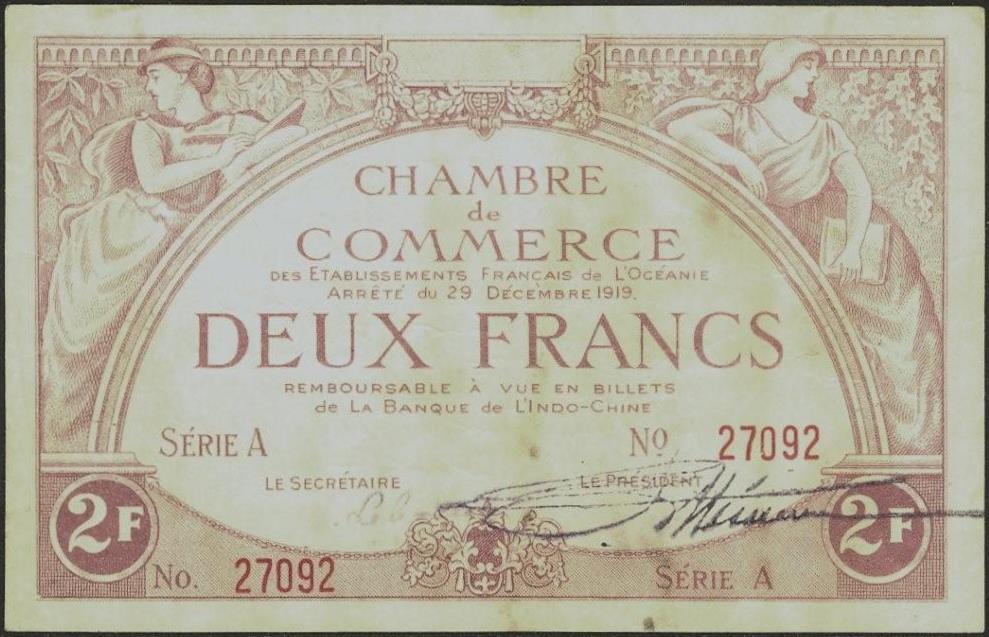 CHAMBRE
de
COMMERCE
DES ETABLISSEMENTS FRANÇAIS de L'OCÉANIE
ARRÊTÉ du 29 DÉCEMBRE 1919.
DEUX FRANCS
REMBOURSABLE À VUE EN BILLETS
de LA BANQUE de L'INDO-CHINE
SÉRIE A No 27092
LE SECRÉTAIRE LE PRÉSIDENT
2F 2F
No. 27092 SÉRIE A